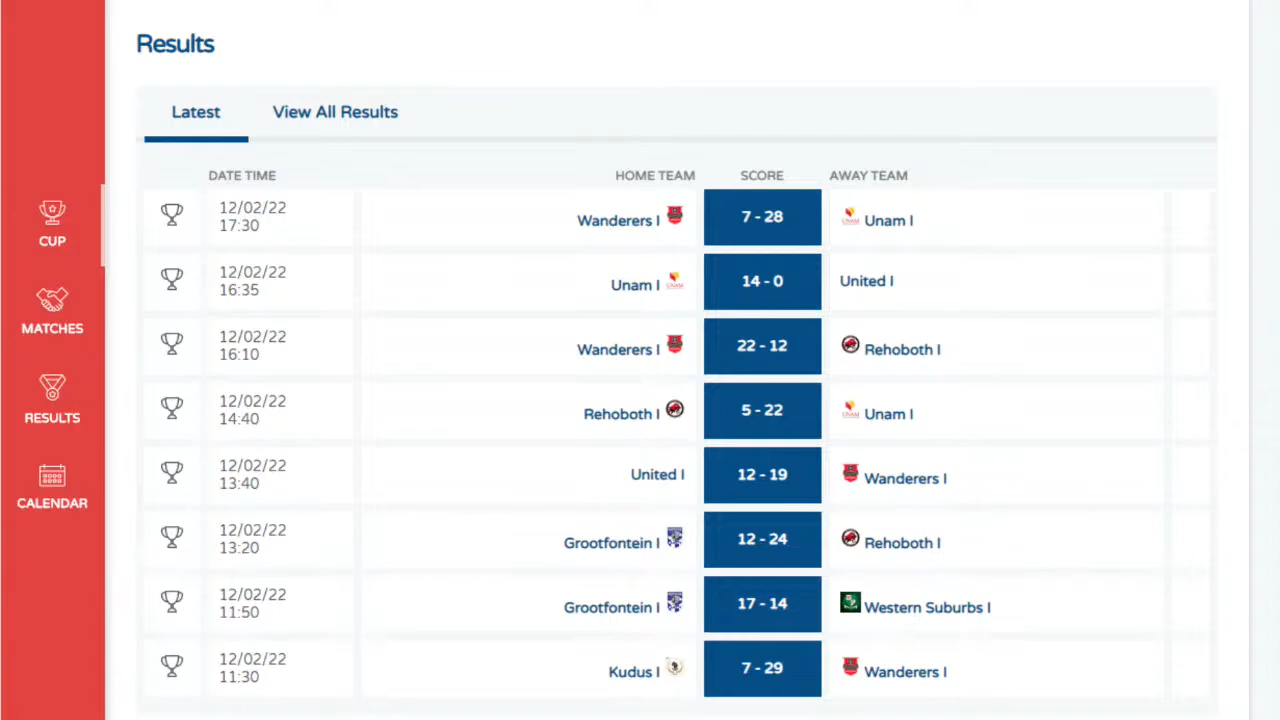 Results
Latest View All Results
DATE TIME HOME TEAM SCORE AWAY TEAM
12/02/22
17:30
Wanderers I 7 - 28 UNAM Unam I
12/02/22
16:35
Unam I UNAM 14 - 0 United I
12/02/22
16:10
Wanderers I 22 - 12 Rehoboth I
12/02/22
14:40
Rehoboth I 5 - 22 UNAM Unam I
12/02/22
13:40
United I 12 - 19 Wanderers I
12/02/22
13:20
Grootfontein I 12 - 24 Rehoboth I
12/02/22
11:50
Grootfontein I 17 - 14 Western Suburbs I
12/02/22
11:30
Kudus I 7 - 29 Wanderers I
CUP
MATCHES
RESULTS
CALENDAR